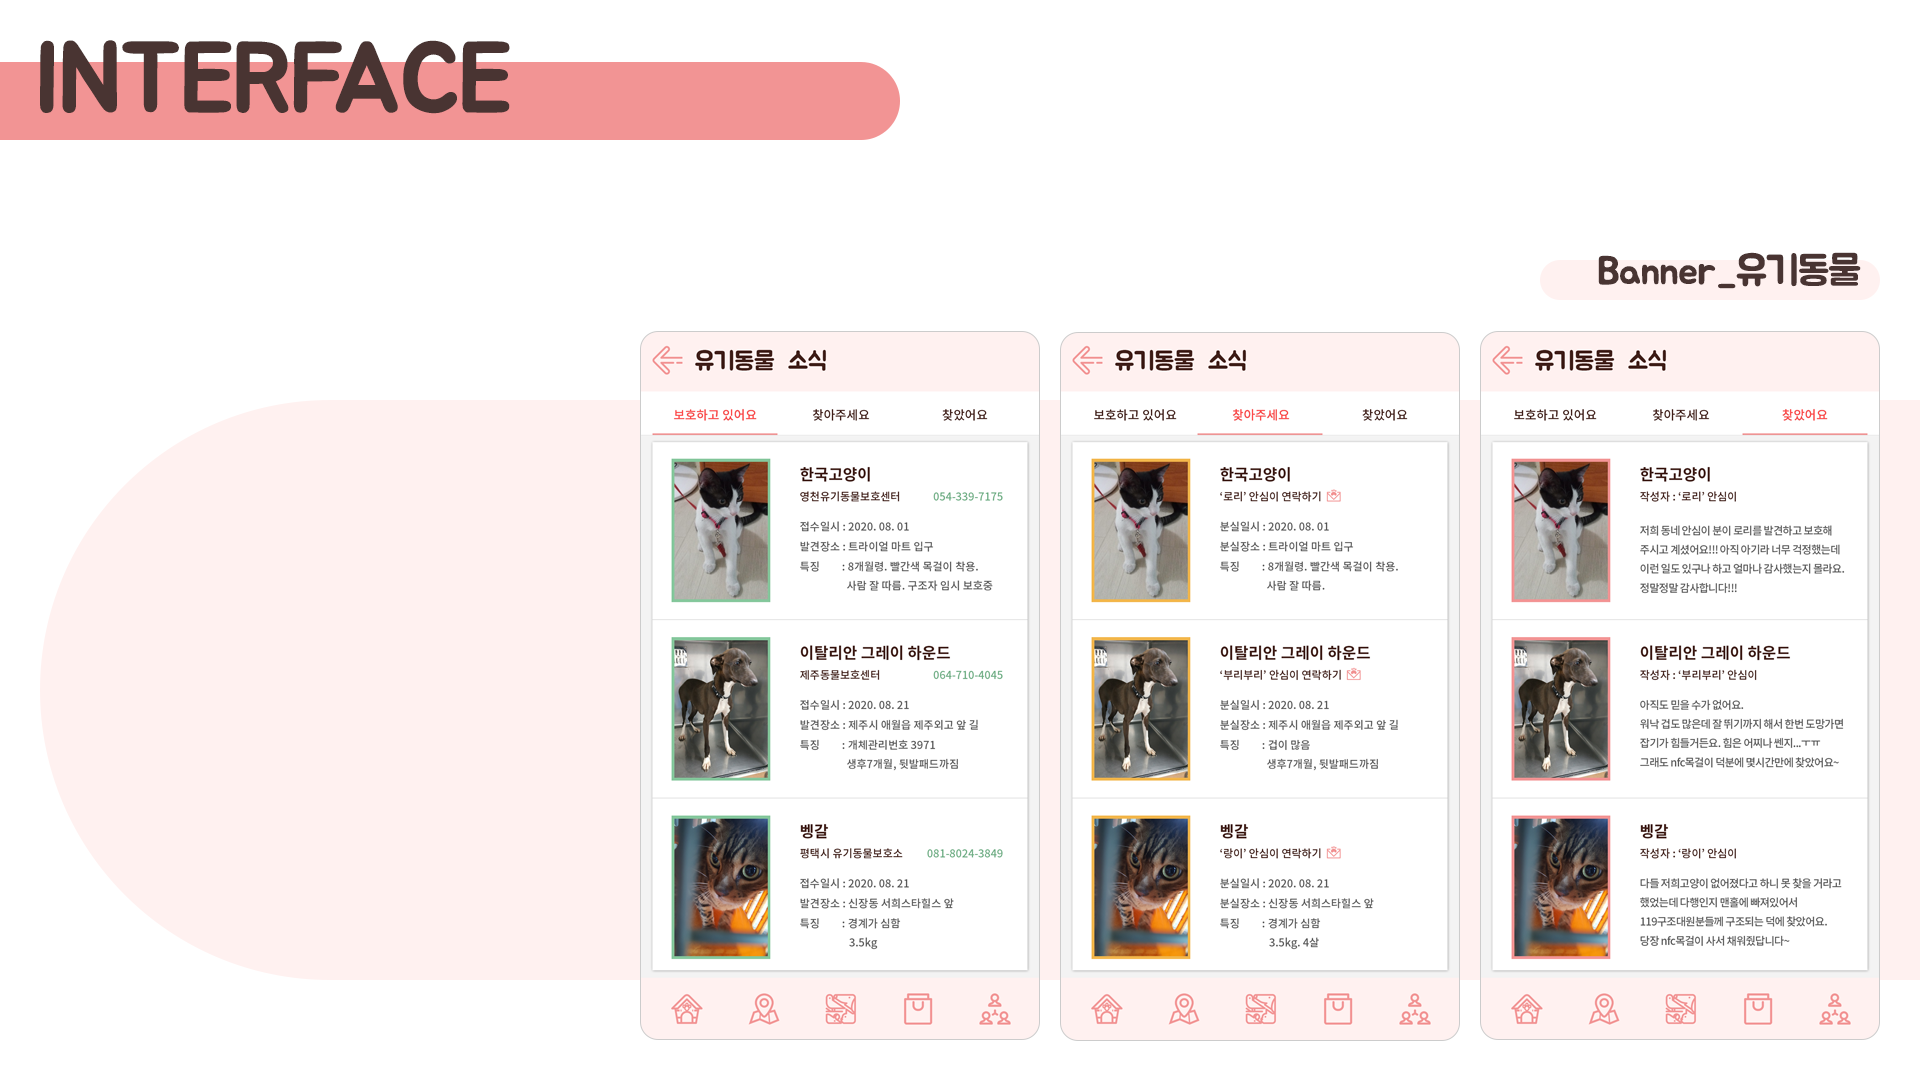 INTERFACE
Banner_유기동물
유기동물 소식
보호하고 있어요 찾아주세요 찾았어요
한국고양이
영천유기동물보호센터 054-339-7175
접수일시 : 2020. 08. 01
발견장소 : 트라이얼 마트 입구
특징 : 8개월령. 빨간색 목걸이 착용.
사람 잘 따름. 구조자 임시 보호중
이탈리안 그레이 하운드
제주동물보호센터 064-710-4045
접수일시 : 2020. 08. 21
발견장소 : 제주시 애월읍 제주외고 앞 길
특징 : 개체관리번호 3971
생후7개월, 뒷발패드까짐
벵갈
평택시 유기동물보호소 081-8024-3849
접수일시 : 2020. 08. 21
발견장소 : 신장동 서희스타힐스 앞
특징 : 경계가 심함
3.5kg
유기동물 소식
보호하고 있어요 찾아주세요 찾았어요
한국고양이
‘로리’ 안심이 연락하기
분실일시 : 2020. 08. 01
분실장소 : 트라이얼 마트 입구
특징 : 8개월령. 빨간색 목걸이 착용.
사람 잘 따름.
이탈리안 그레이 하운드
‘부리부리’ 안심이 연락하기
분실일시 : 2020. 08. 21
분실장소 : 제주시 애월읍 제주외고 앞 길
특징 : 겁이 많음
생후7개월, 뒷발패드까짐
벵갈
‘랑이’ 안심이 연락하기
분실일시 : 2020. 08. 21
분실장소 : 신장동 서희스타힐스 앞
특징 : 경계가 심함
3.5kg. 4살
유기동물 소식
보호하고 있어요 찾아주세요 찾았어요
한국고양이
작성자 : ‘로리’ 안심이
저희 동네 안심이 분이 로리를 발견하고 보호해
주시고 계셨어요!!! 아직 아기라 너무 걱정했는데
이런 일도 있구나 하고 얼마나 감사했는지 몰라요.
정말정말 감사합니다!!!
이탈리안 그레이 하운드
작성자 : ‘부리부리’ 안심이
아직도 믿을 수가 없어요.
워낙 겁도 많은데 잘 뛰기까지 해서 한번 도망가면
잡기가 힘들거든요. 힘은 어찌나 쎈지...ㅜㅠ
그래도 nfc목걸이 덕분에 몇시간만에 찾았어요~
벵갈
작성자 : ‘랑이’ 안심이
다들 저희고양이 없어졌다고 하니 못 찾을 거라고
했었는데 다행인지 맨홀에 빠져있어서
119구조대원분들께 구조되는 덕에 찾았어요.
당장 nfc목걸이 사서 채워줬답니다~